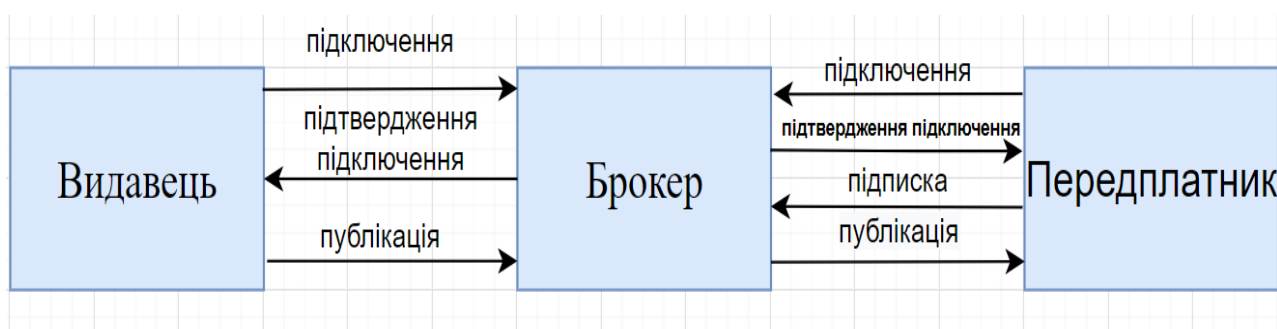 підключення
підключення
підтвердження
підтвердження підключення
підключення
Видавець
Брокер
підписка
Передплатник
публікація
публікація